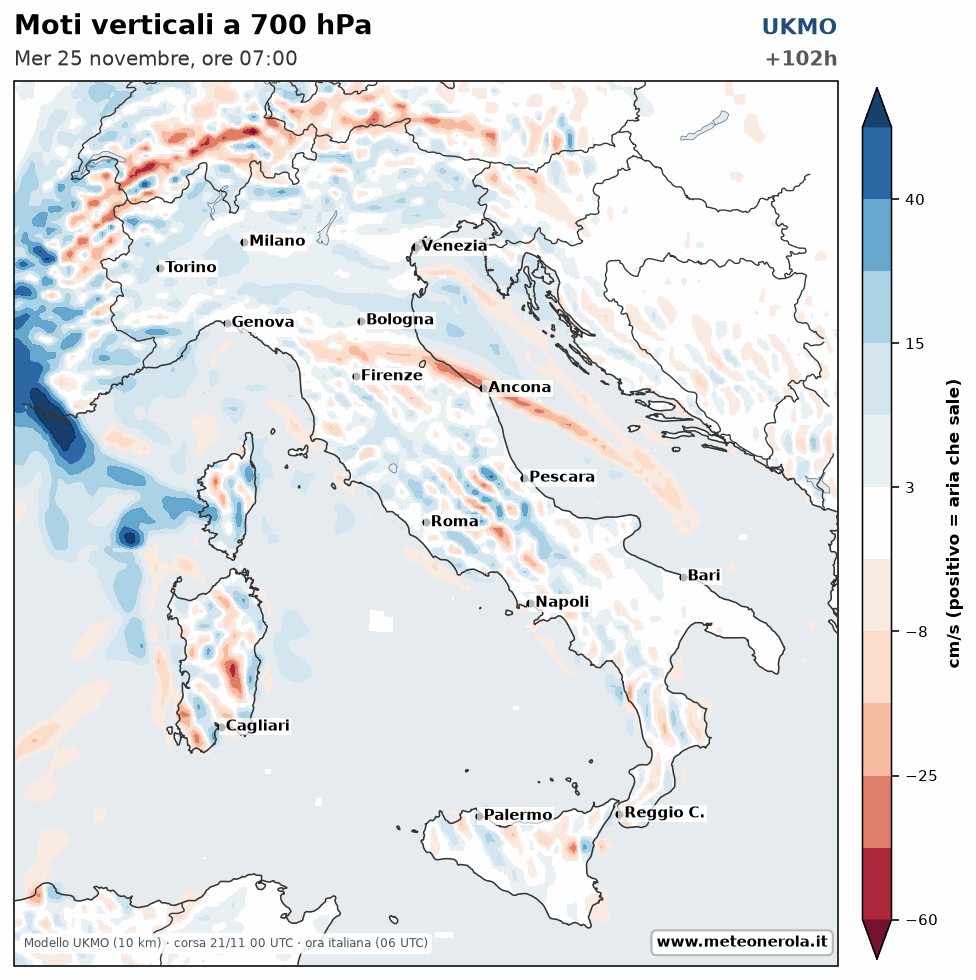 Moti verticali a 700 hPa
UKMO
Mer 25 novembre, ore 07:00
+102h
40
15
3
−8
−25
−60
cm/s (positivo = aria che sale)
Milano
Venezia
Torino
Genova
Bologna
Firenze
Ancona
Pescara
Roma
Bari
Napoli
Cagliari
Palermo
Reggio C.
Modello UKMO (10 km) · corsa 21/11 00 UTC · ora italiana (06 UTC)
www.meteonerola.it